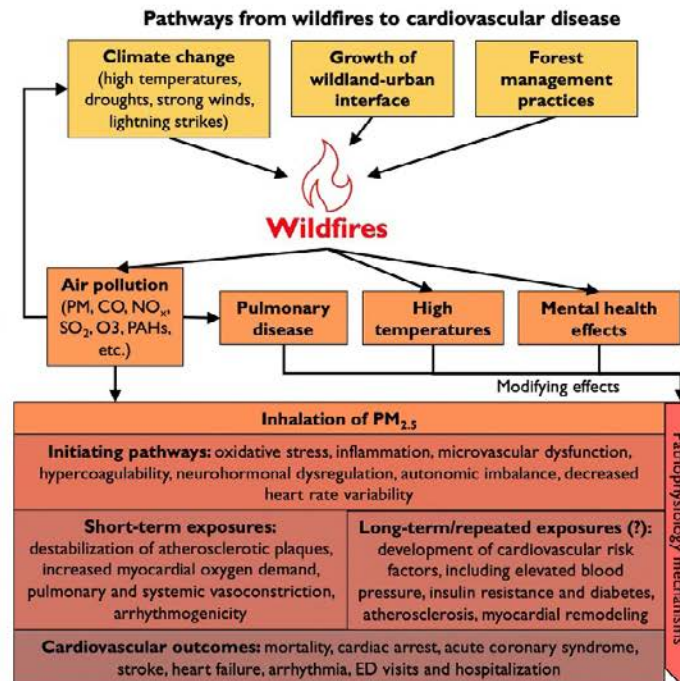 Pathways from wildfires to cardiovascular disease
Climate change
(high temperatures,
droughts, strong winds,
lightning strikes)
Growth of
wildland-urban
interface
Forest
management
practices
Wildfires
Air pollution
(PM, CO, NOₓ,
SO₂, O3, PAHs,
etc.)
Pulmonary
disease
High
temperatures
Mental health
effects
Modifying effects
Inhalation of PM₂.₅
Initiating pathways: oxidative stress, inflammation, microvascular dysfunction,
hypercoagulability, neurohormonal dysregulation, autonomic imbalance, decreased
heart rate variability
Short-term exposures:
destabilization of atherosclerotic plaques,
increased myocardial oxygen demand,
pulmonary and systemic vasoconstriction,
arrhythmogenicity
Long-term/repeated exposures (?):
development of cardiovascular risk
factors, including elevated blood
pressure, insulin resistance and diabetes,
atherosclerosis, myocardial remodeling
Cardiovascular outcomes: mortality, cardiac arrest, acute coronary syndrome,
stroke, heart failure, arrhythmia, ED visits and hospitalization
Pathophysiology mechanisms